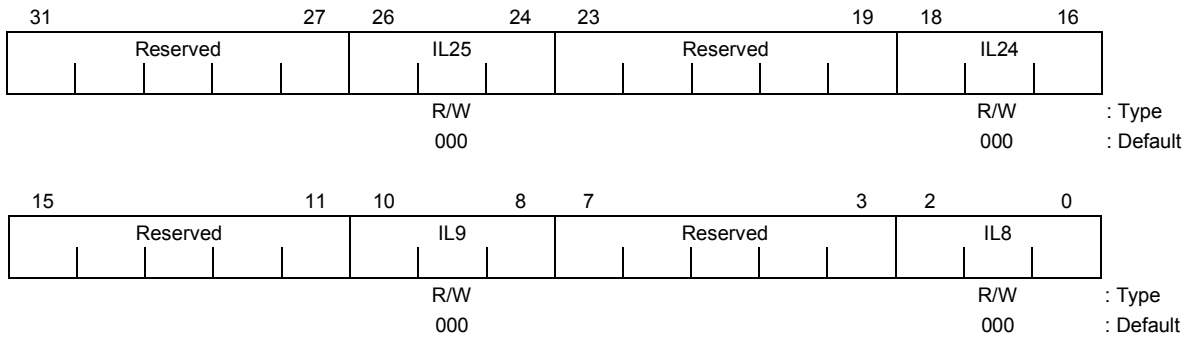 31 27 26 24 23 19 18 16
Reserved IL25 Reserved IL24
R/W R/W : Type
000 000 : Default
15 11 10 8 7 3 2 0
Reserved IL9 Reserved IL8
R/W R/W : Type
000 000 : Default